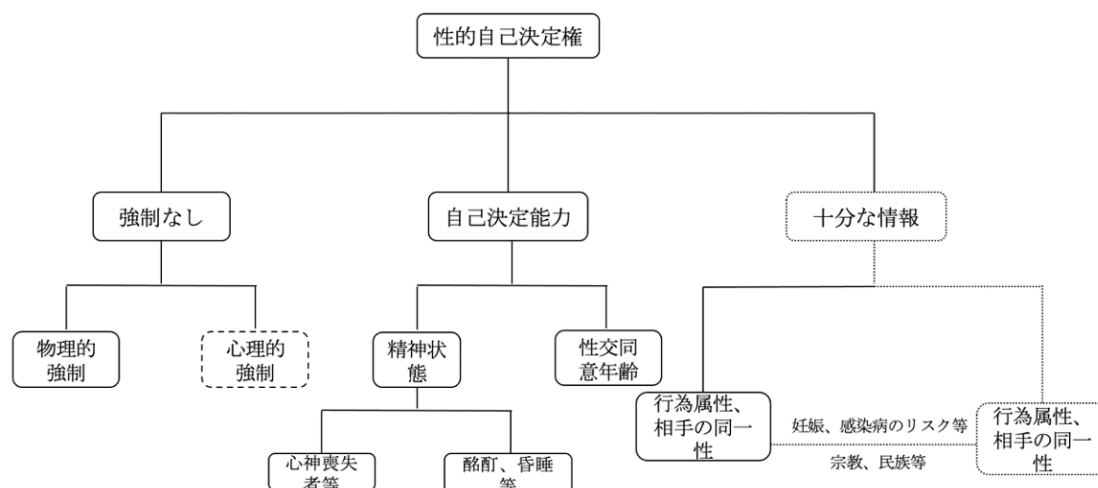 性的自己決定権
強制なし
自己決定能力
十分な情報
物理的
強制
心理的
強制
精神状
態
性交同
意年齢
行為属性、
相手の同一
性
妊娠、感染病のリスク等
宗教、民族等
行為属性、
相手の同一
性
心神喪失
者等
酩酊、昏睡
等